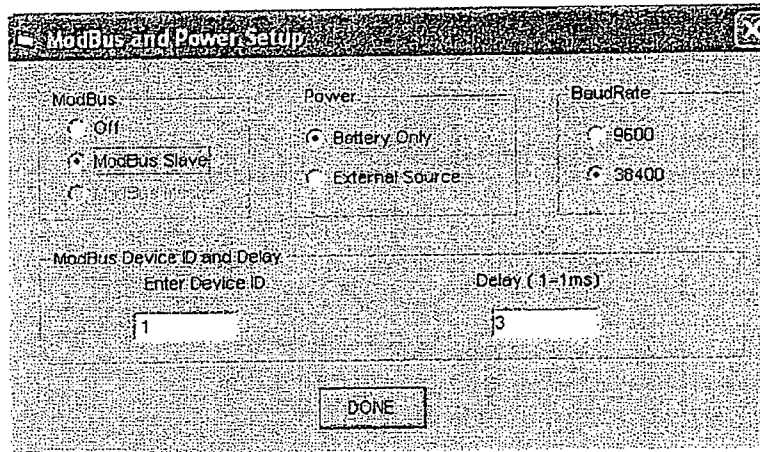 ModBus and Power Setup
ModBus
Off
ModBus Slave
Power
Battery Only
External Source
BaudRate
9600
38400
ModBus Device ID and Delay
Enter Device ID
1
Delay ( 1=1ms)
3
DONE